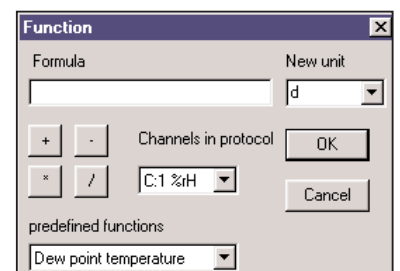 Function
Formula
New unit
d
+ -
Channels in protocol
OK
* /
C:1 %rH
Cancel
predefined functions
Dew point temperature